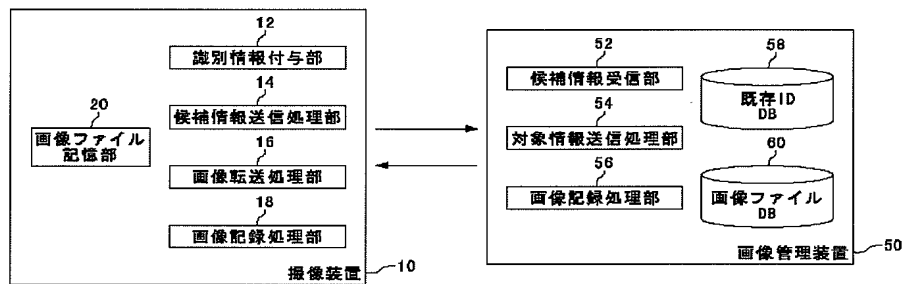 12
識別情報付与部
14
候補情報送信処理部
20
画像ファイル
記憶部
16
画像転送処理部
18
画像記録処理部
撮像装置
10
52
候補情報受信部
54
対象情報送信処理部
56
画像記録処理部
58
既存ID
DB
60
画像ファイル
DB
画像管理装置
50